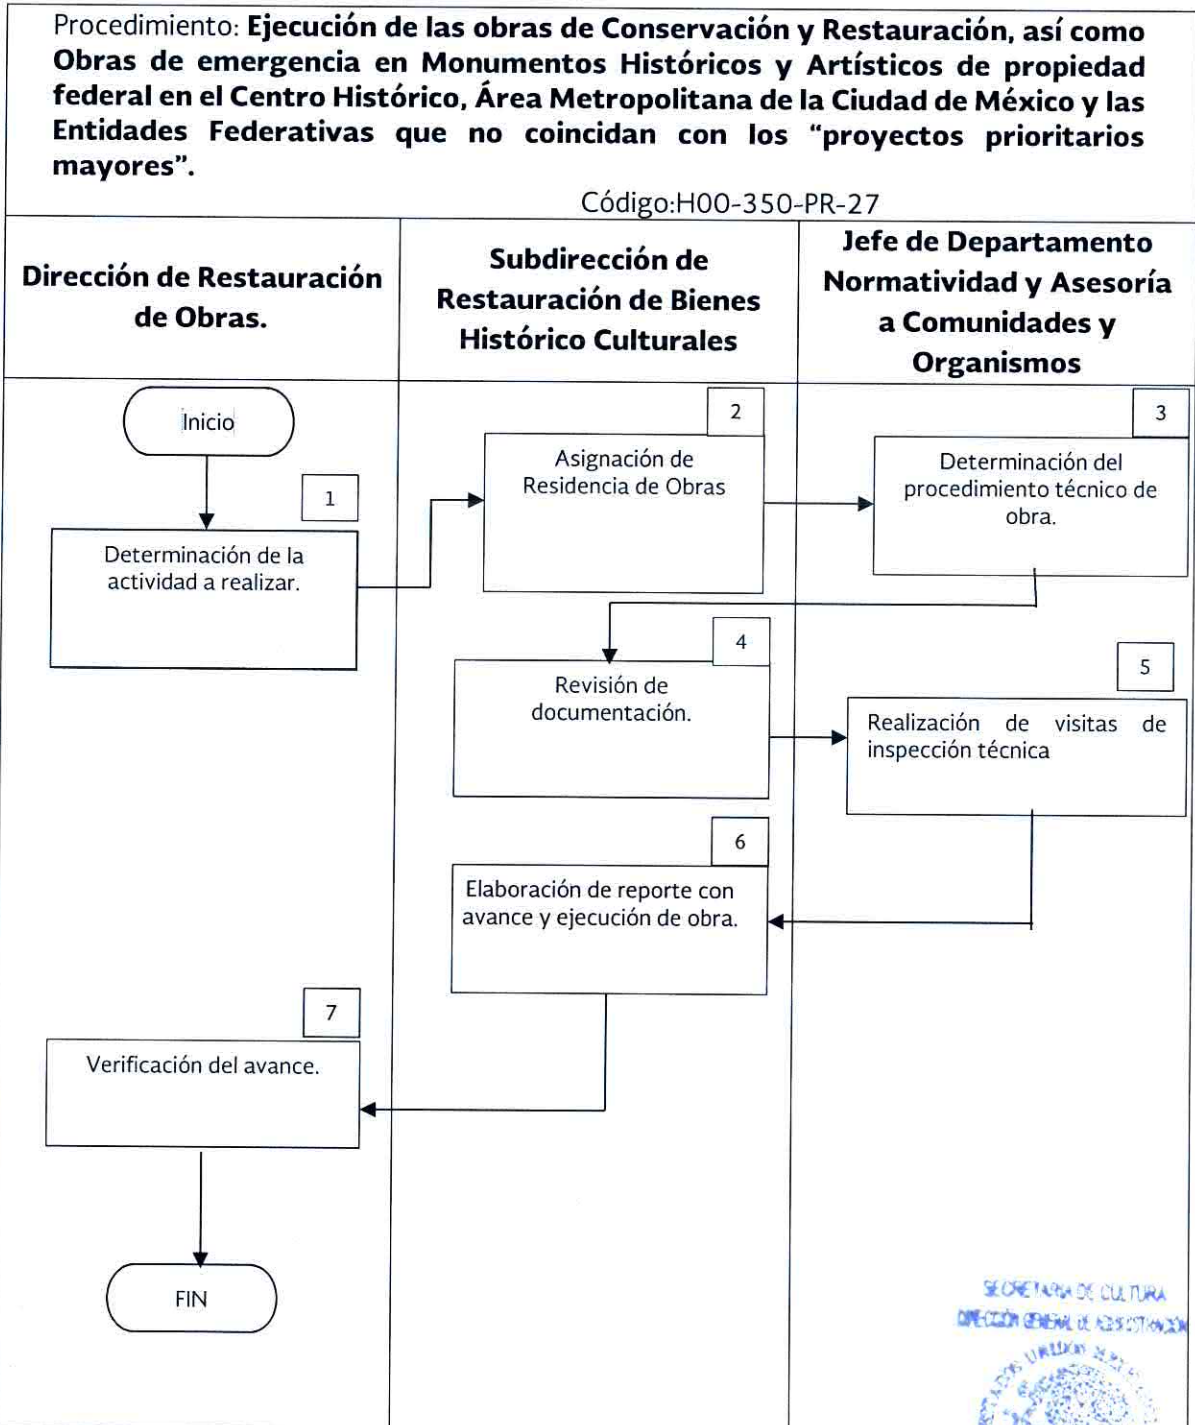 Procedimiento: Ejecución de las obras de Conservación y Restauración, así como
Obras de emergencia en Monumentos Históricos y Artísticos de propiedad
federal en el Centro Histórico, Área Metropolitana de la Ciudad de México y las
Entidades Federativas que no coincidan con los “proyectos prioritarios
mayores”.
Código:H00-350-PR-27
Dirección de Restauración
de Obras.
Subdirección de
Restauración de Bienes
Histórico Culturales
Jefe de Departamento
Normatividad y Asesoría
a Comunidades y
Organismos
Inicio
1
Determinación de la
actividad a realizar.
2
Asignación de
Residencia de Obras
3
Determinación del
procedimiento técnico de
obra.
4
Revisión de
documentación.
5
Realización de visitas de
inspección técnica
6
Elaboración de reporte con
avance y ejecución de obra.
7
Verificación del avance.
FIN
SECRETARIA DE CULTURA
DIRECCIÓN GENERAL DE ADMINISTRACIÓN
UNIDOS